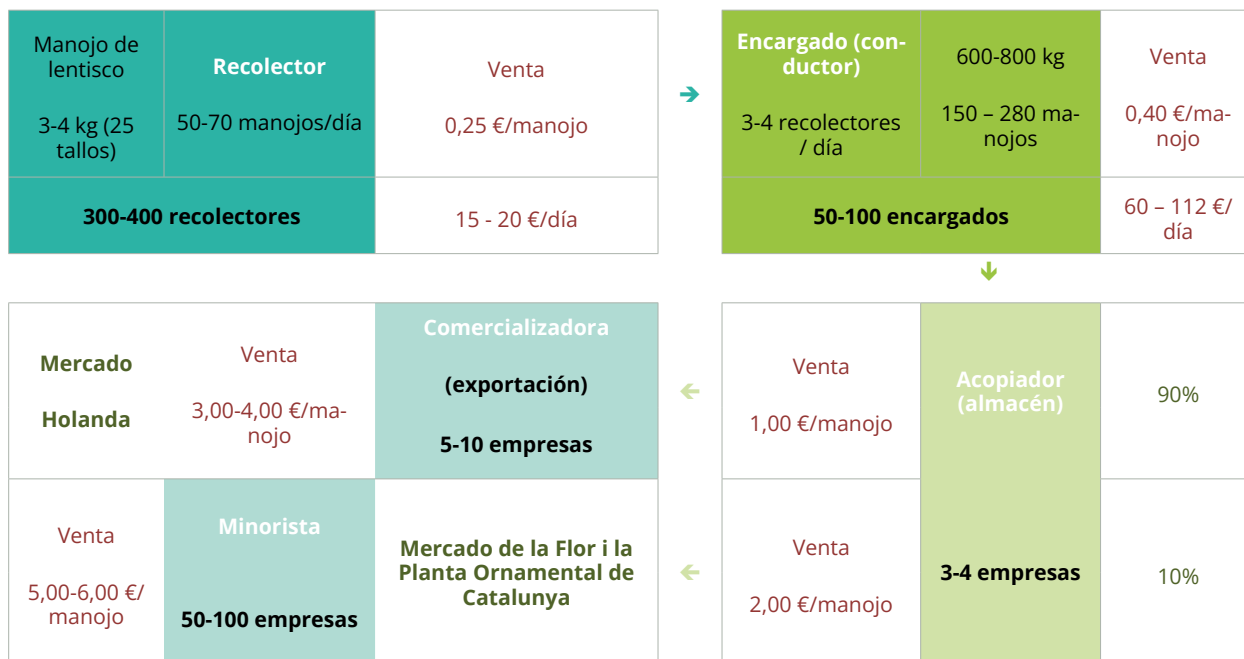 Manojo de
lentisco
3-4 kg (25
tallos)
Recolector
50-70 manojos/día
Venta
0,25 €/manojo
300-400 recolectores
15 - 20 €/día
Encargado (con-
ductor)
3-4 recolectores
/ día
600-800 kg
150 – 280 ma-
nojos
Venta
0,40 €/ma-
nojo
50-100 encargados
60 – 112 €/
día
Mercado
Holanda
Venta
3,00-4,00 €/ma-
nojo
Comercializadora
(exportación)
5-10 empresas
Venta
1,00 €/manojo
Acopiador
(almacén)
90%
Venta
5,00-6,00 €/
manojo
Minorista
50-100 empresas
Mercado de la Flor i la
Planta Ornamental de
Catalunya
Venta
2,00 €/manojo
3-4 empresas
10%